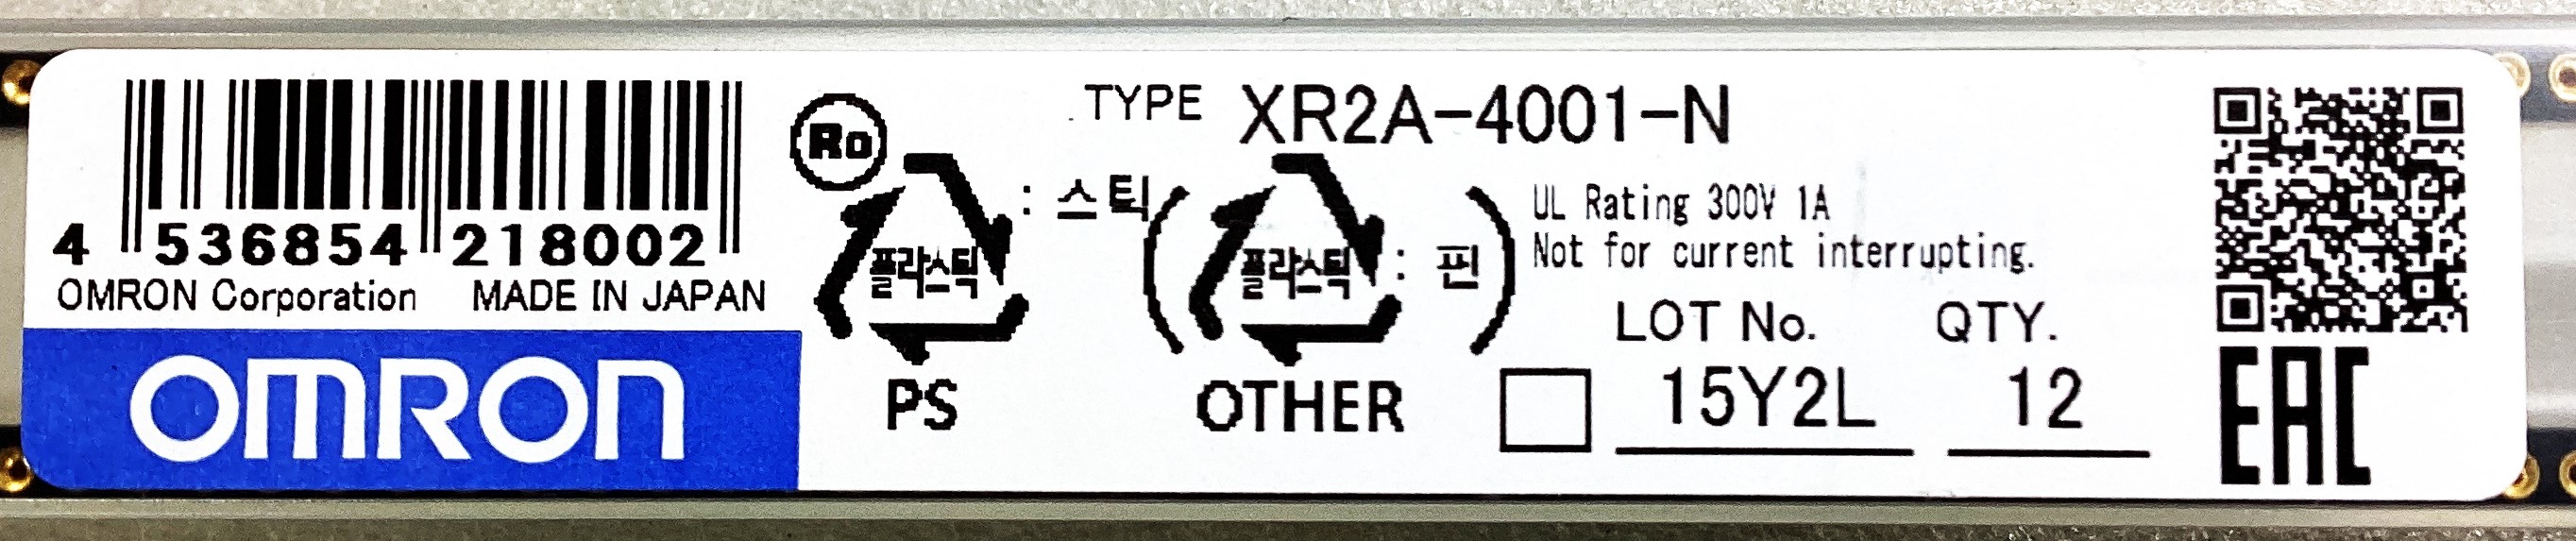 4 536854 218002
OMRON Corporation MADE IN JAPAN
OMRON
Ro
플라스틱
: 스틱
PS
(
플라스틱
: 핀
)
OTHER
TYPE XR2A-4001-N
UL Rating 300V 1A
Not for current interrupting.
LOT No. QTY.
15Y2L 12
EAC